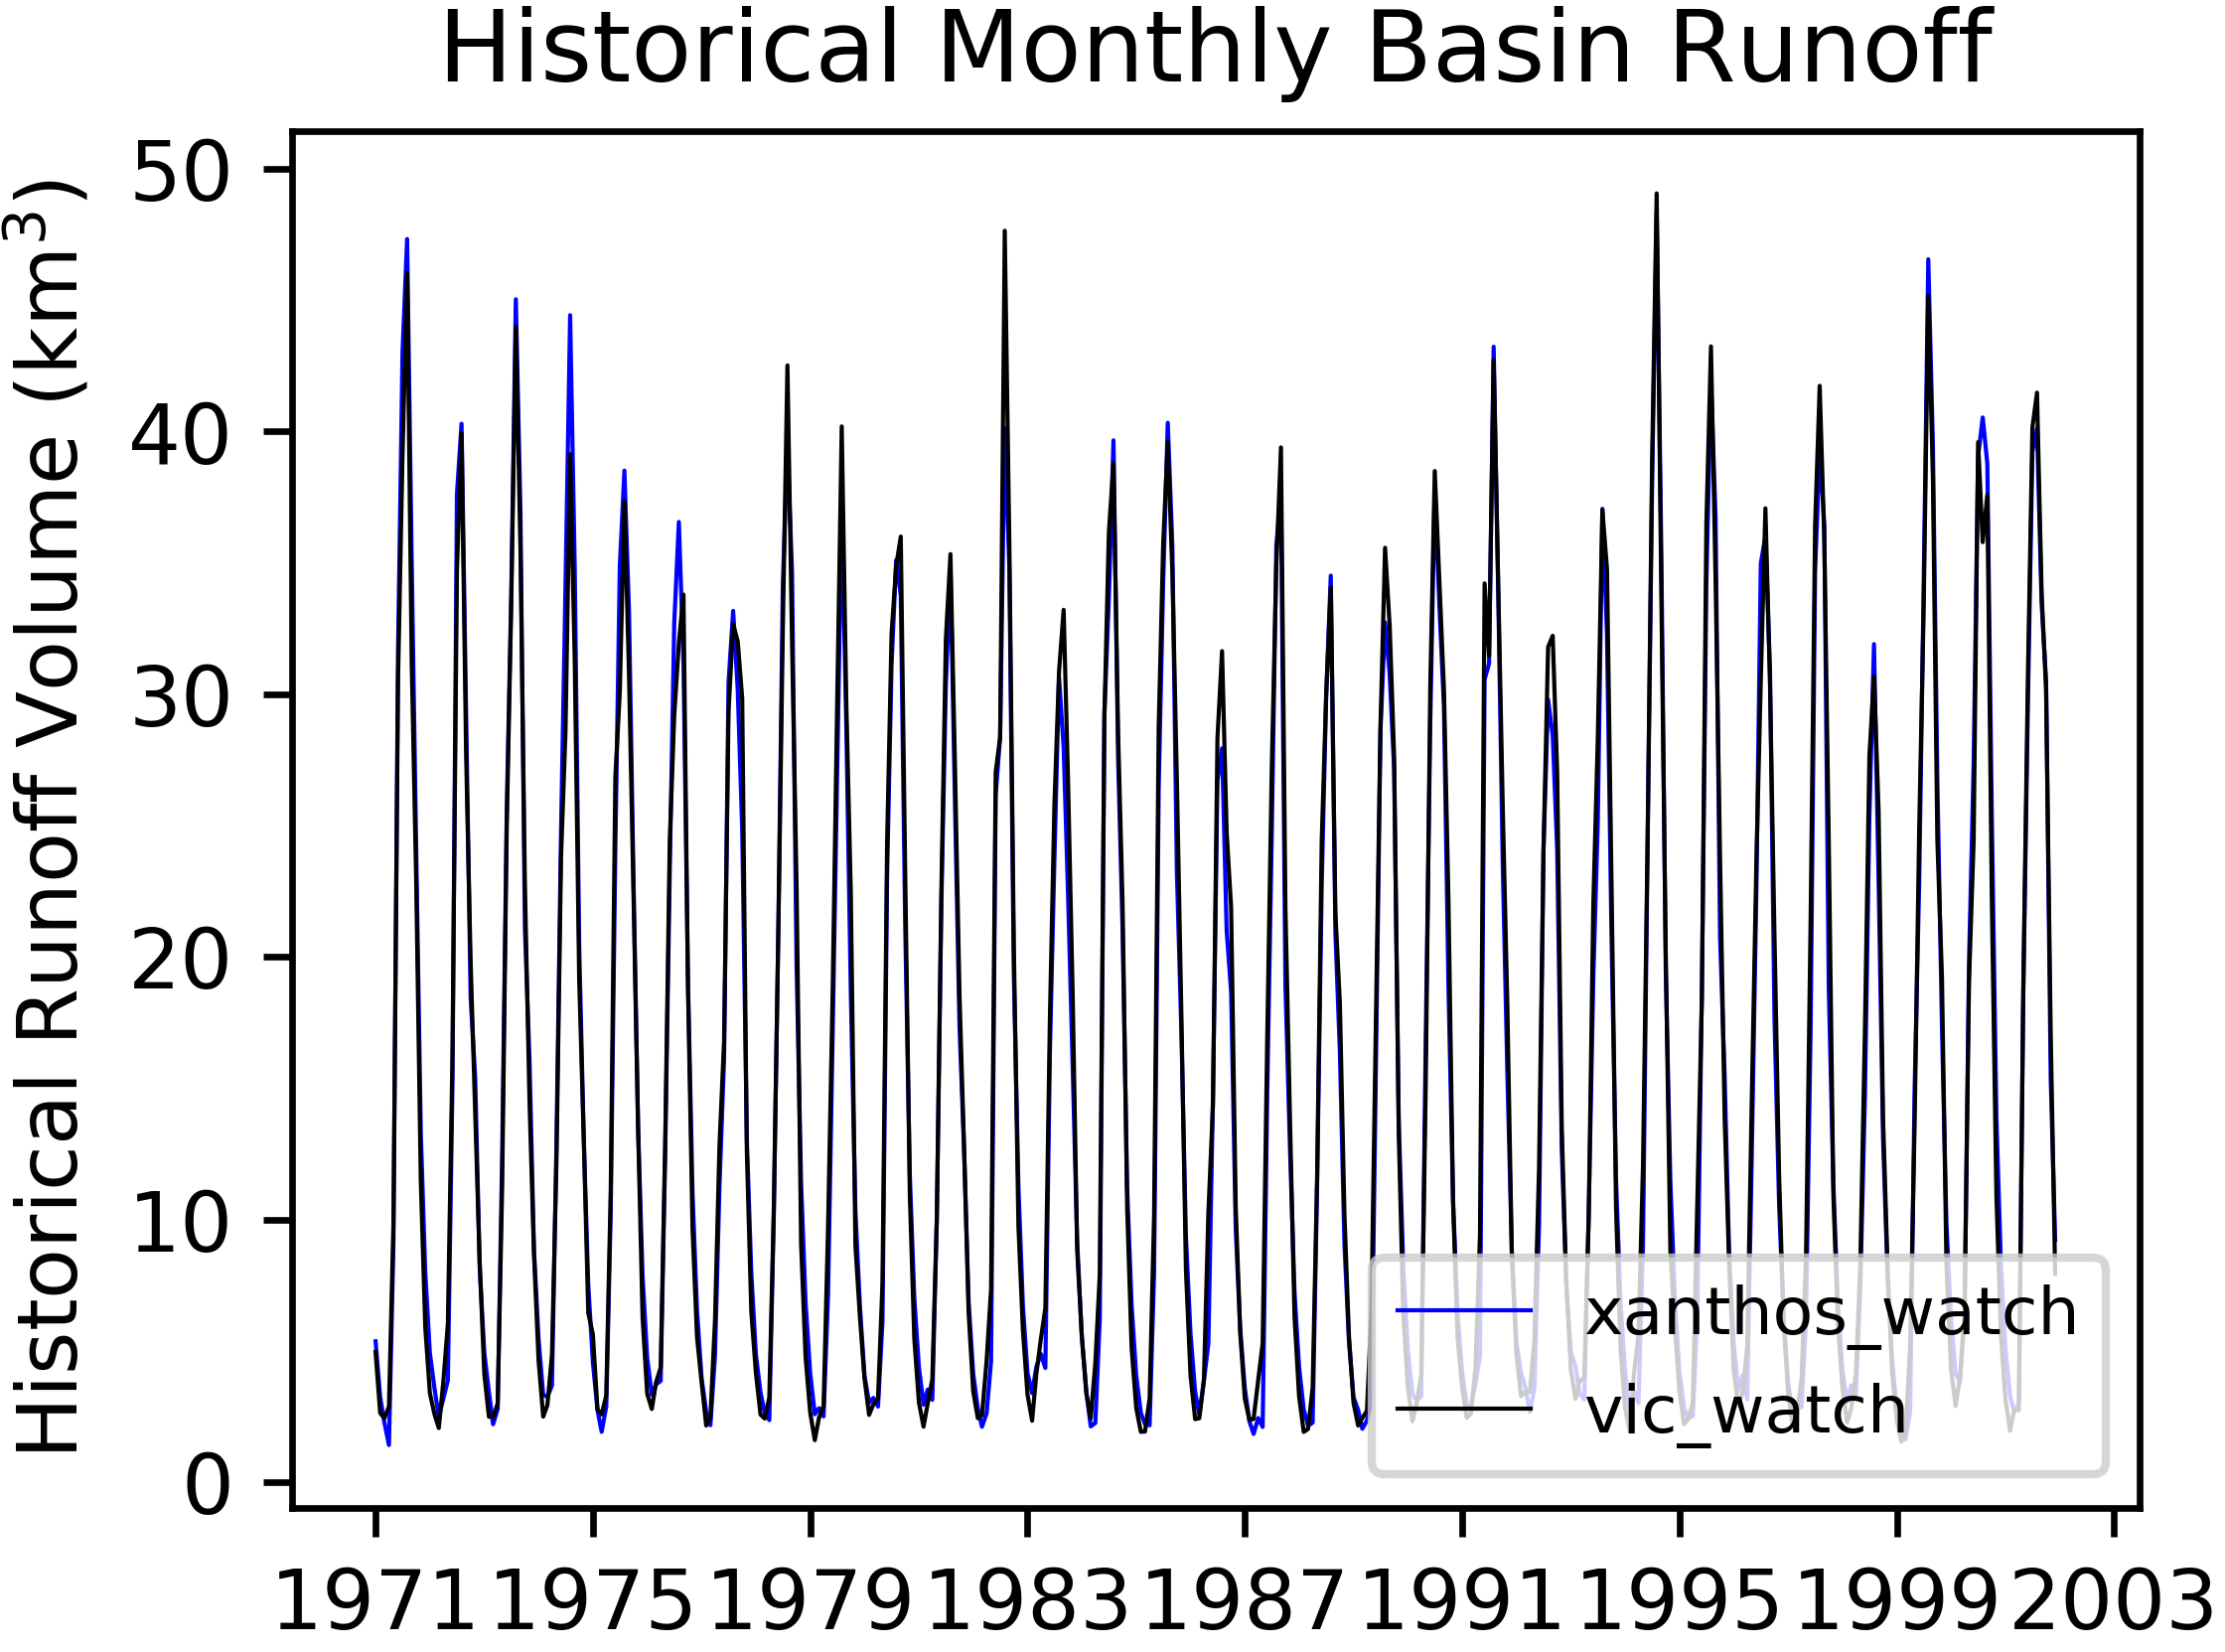 Historical Monthly Basin Runoff
Historical Runoff Volume (km³)
50
40
30
20
10
0
xanthos_watch
vic_watch
1971 1975 1979 1983 1987 1991 1995 1999 2003